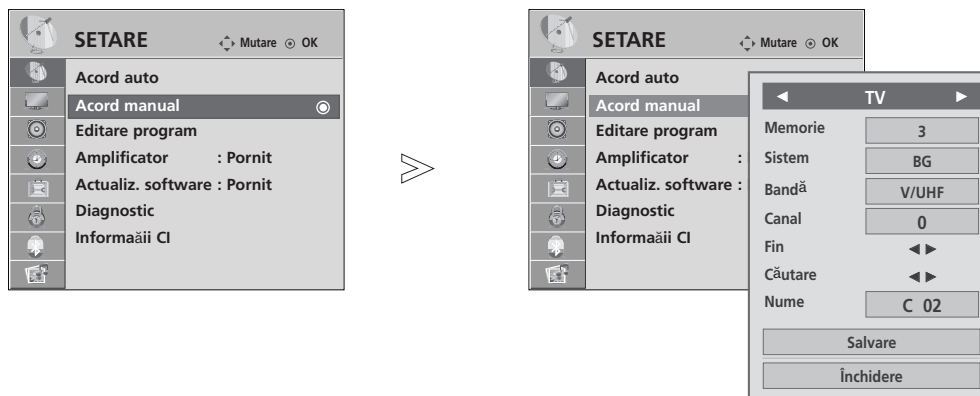 SETARE Mutare OK
Acord auto
Acord manual
Editare program
Amplificator : Pornit
Actualiz. software : Pornit
Diagnostic
Informaăii CI
SETARE Mutare OK
Acord auto
Acord manual
Editare program
Amplificator :
Actualiz. software :
Diagnostic
Informaăii CI
TV
Memorie 3
Sistem BG
Bandă V/UHF
Canal 0
Fin
Căutare
Nume C 02
Salvare
Închidere